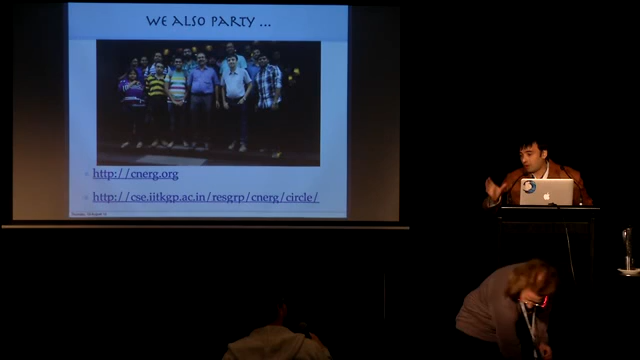 We also party ...
http://cnerg.org
http://cse.iitkgp.ac.in/resgrp/cnerg/circle/